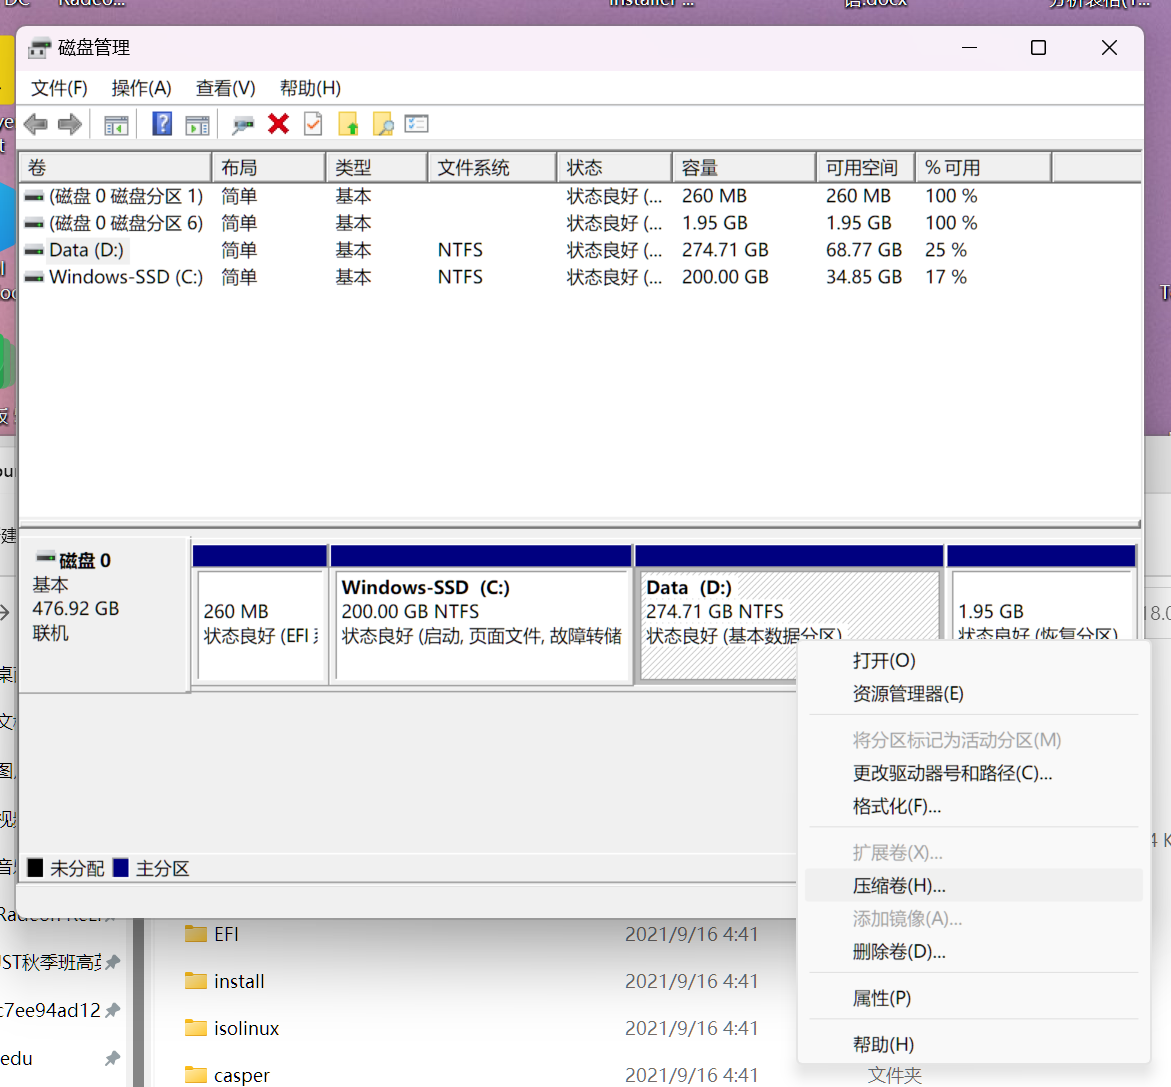 磁盘管理
文件(F) 操作(A) 查看(V) 帮助(H)
卷 布局 类型 文件系统 状态 容量 可用空间 % 可用
(磁盘 0 磁盘分区 1) 简单 基本 状态良好 (... 260 MB 260 MB 100 %
(磁盘 0 磁盘分区 6) 简单 基本 状态良好 (... 1.95 GB 1.95 GB 100 %
Data (D:) 简单 基本 NTFS 状态良好 (... 274.71 GB 68.77 GB 25 %
Windows-SSD (C:) 简单 基本 NTFS 状态良好 (... 200.00 GB 34.85 GB 17 %
磁盘 0
基本
476.92 GB
联机
260 MB
状态良好 (EFI
Windows-SSD (C:)
200.00 GB NTFS
状态良好 (启动, 页面文件, 故障转储
Data (D:)
274.71 GB NTFS
状态良好 (基本数据分区)
1.95 GB
状态良好 (恢复分区)
打开(O)
资源管理器(E)
将分区标记为活动分区(M)
更改驱动器号和路径(C)...
格式化(F)...
扩展卷(X)...
压缩卷(H)...
添加镜像(A)...
删除卷(D)...
属性(P)
帮助(H)
未分配 主分区
EFI 2021/9/16 4:41
install 2021/9/16 4:41
isolinux 2021/9/16 4:41
casper 2021/9/16 4:41 文件夹
c7ee94ad12
edu